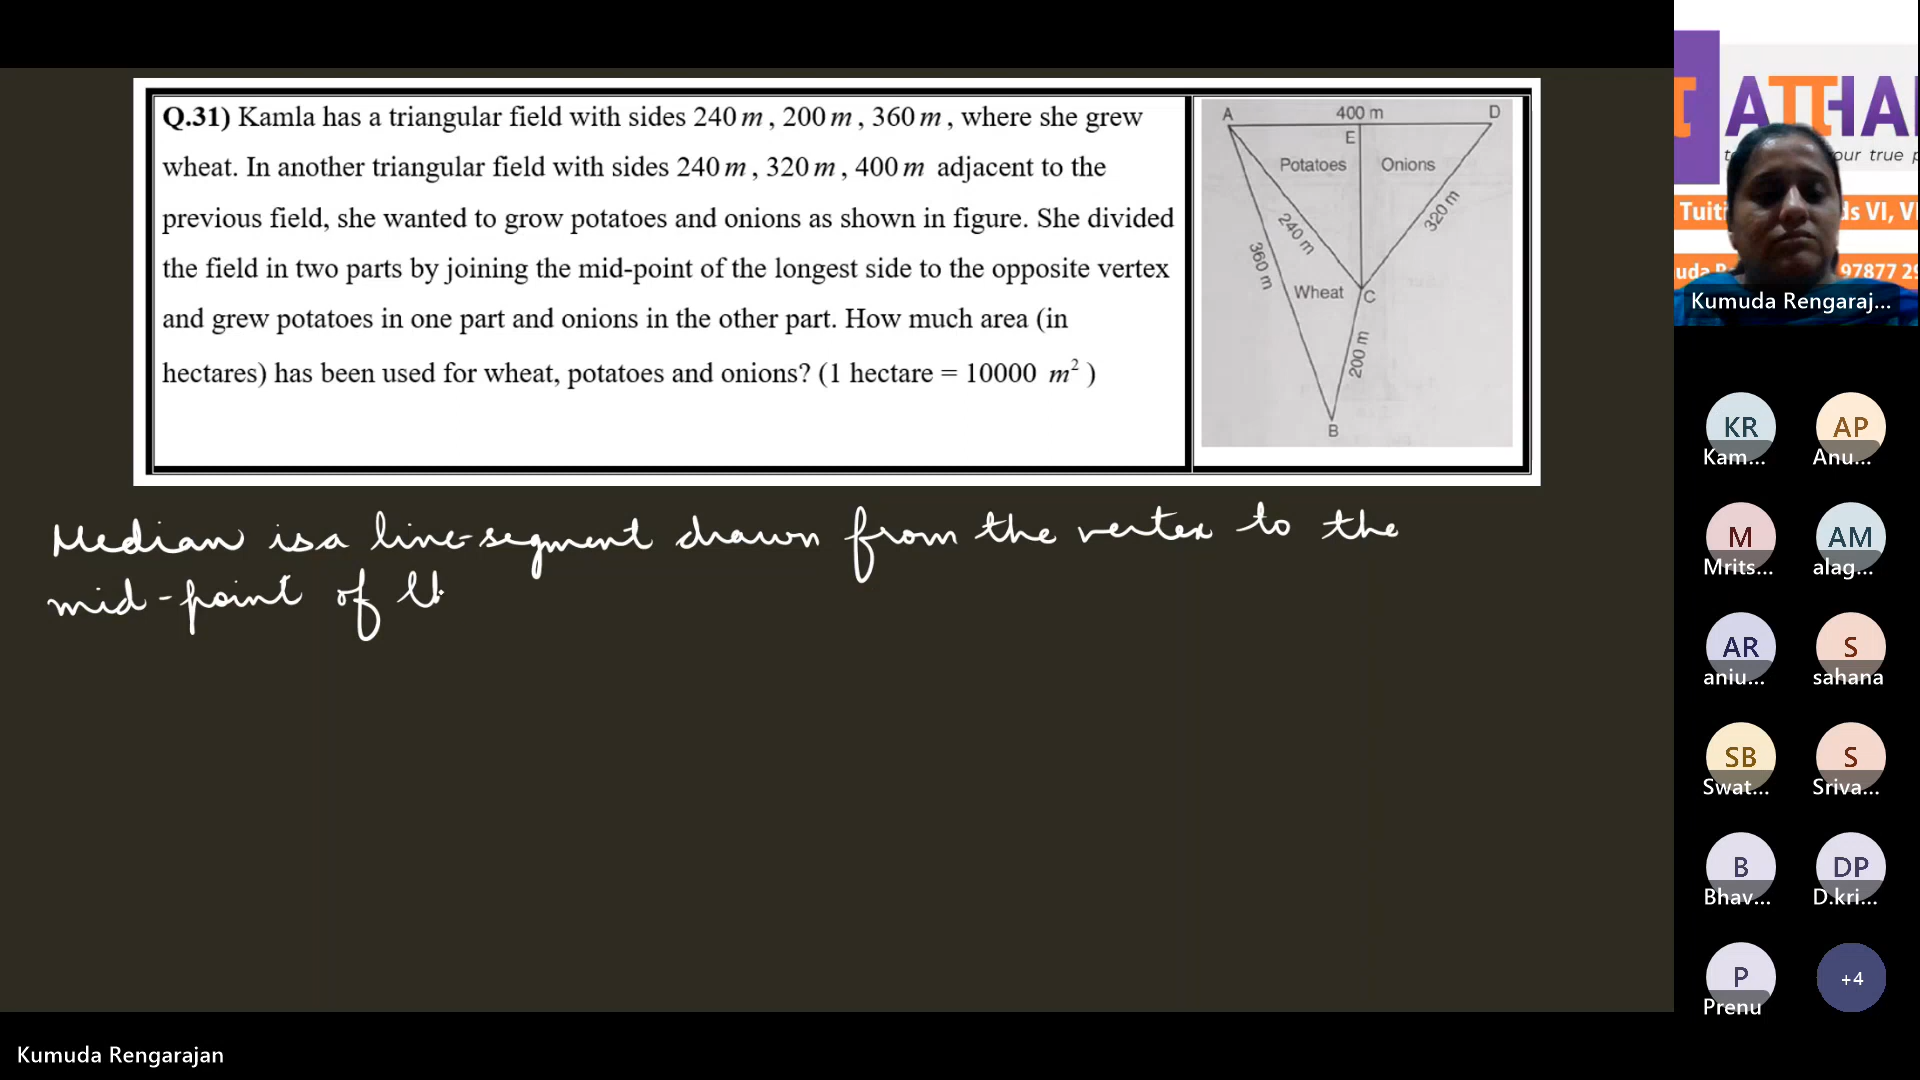 Q.31) Kamla has a triangular field with sides 240 m , 200 m , 360 m , where she grew
wheat. In another triangular field with sides 240 m , 320 m , 400 m adjacent to the
previous field, she wanted to grow potatoes and onions as shown in figure. She divided
the field in two parts by joining the mid-point of the longest side to the opposite vertex
and grew potatoes in one part and onions in the other part. How much area (in
hectares) has been used for wheat, potatoes and onions? (1 hectare = 10000 m² )
A 400 m D
E
Potatoes Onions
240 m 320 m
360 m
Wheat C
200 m
B
Median is a line-segment drawn from the vertex to the
mid-point of
Kumuda Rengaraj...
97877 29
KR AP
Kam... Anu...
M AM
Mrits... alag...
AR S
aniu... sahana
SB S
Swat... Sriva...
B DP
Bhav... D.kri...
P +4
Prenu
Kumuda Rengarajan